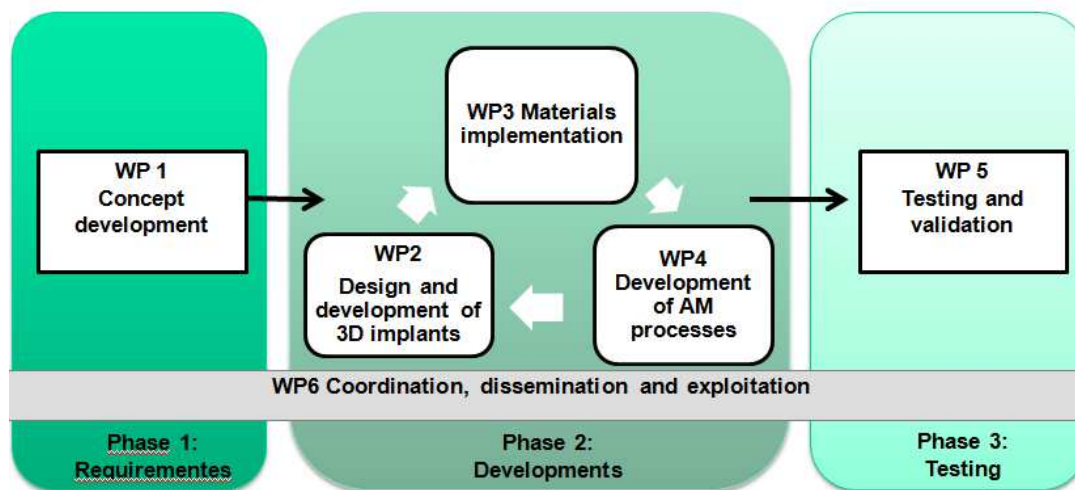 WP 1
Concept
development
WP3 Materials
implementation
WP2
Design and
development of
3D implants
WP4
Development
of AM
processes
WP 5
Testing and
validation
WP6 Coordination, dissemination and exploitation
Phase 1:
Requirementes
Phase 2:
Developments
Phase 3:
Testing